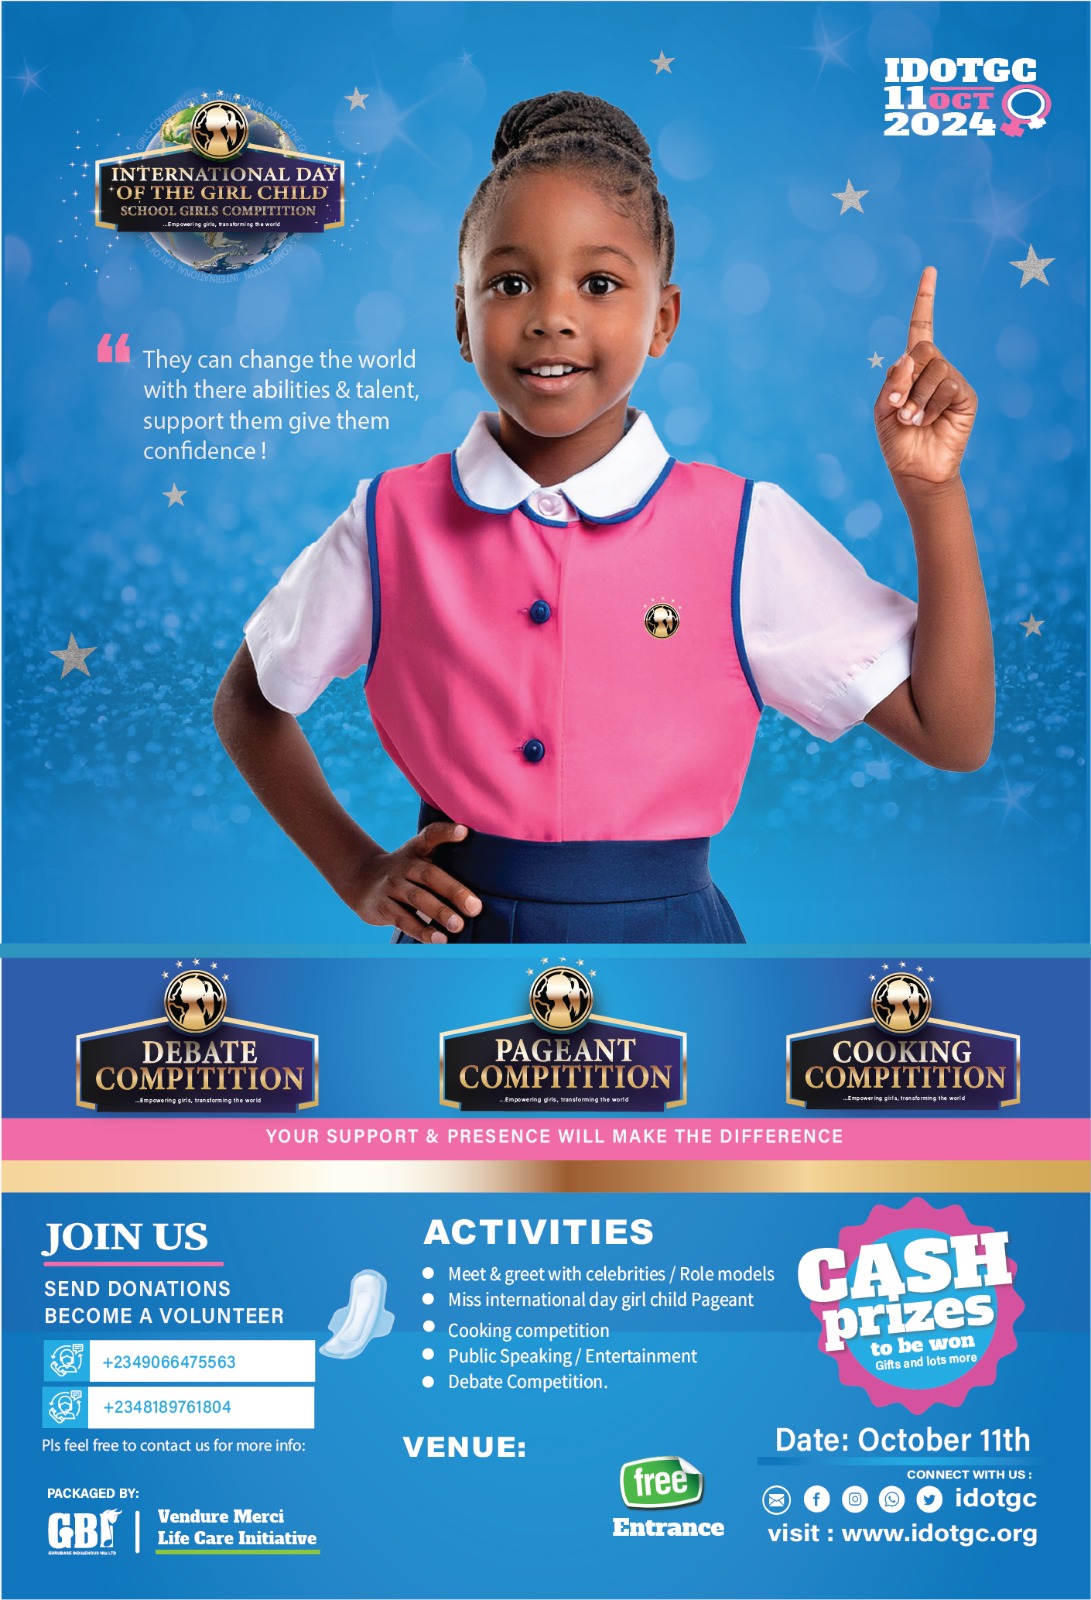 IDOTGC
11 OCT
2024
INTERNATIONAL DAY
OF THE GIRL CHILD
SCHOOL GIRLS COMPITITION
...Empowering girls, transforming the world
“ They can change the world
with there abilities & talent,
support them give them
confidence !
DEBATE
COMPITITION
...Empowering girls, transforming the world
PAGEANT
COMPITITION
...Empowering girls, transforming the world
COOKING
COMPITITION
...Empowering girls, transforming the world
YOUR SUPPORT & PRESENCE WILL MAKE THE DIFFERENCE
JOIN US
SEND DONATIONS
BECOME A VOLUNTEER
+2349066475563
+2348189761804
Pls feel free to contact us for more info:
PACKAGED BY:
GBI
Vendure Merci
Life Care Initiative
ACTIVITIES
Meet & greet with celebrities / Role models
Miss international day girl child Pageant
Cooking competition
Public Speaking / Entertainment
Debate Competition.
VENUE:
free
Entrance
CASH
prizes
to be won
Gifts and lots more
Date: October 11th
CONNECT WITH US :
idotgc
visit : www.idotgc.org